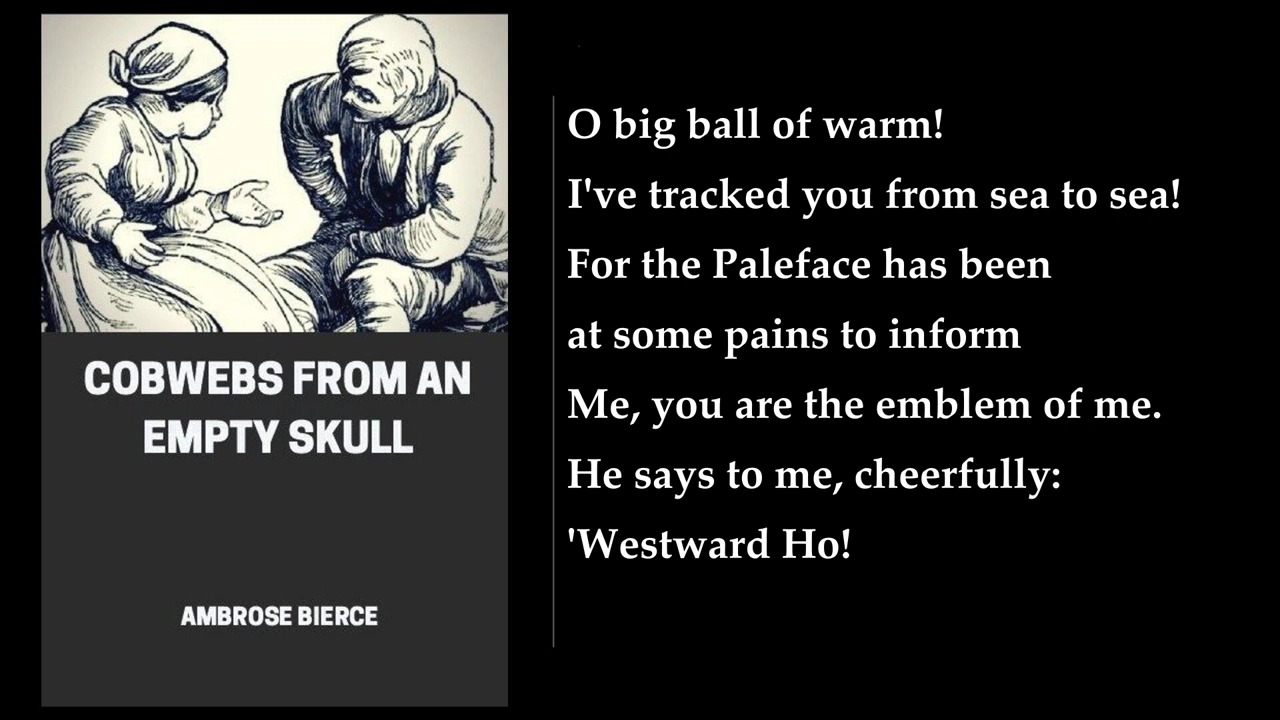 COBWEBS FROM AN
EMPTY SKULL
AMBROSE BIERCE
O big ball of warm!
I've tracked you from sea to sea!
For the Paleface has been
at some pains to inform
Me, you are the emblem of me.
He says to me, cheerfully:
'Westward Ho!